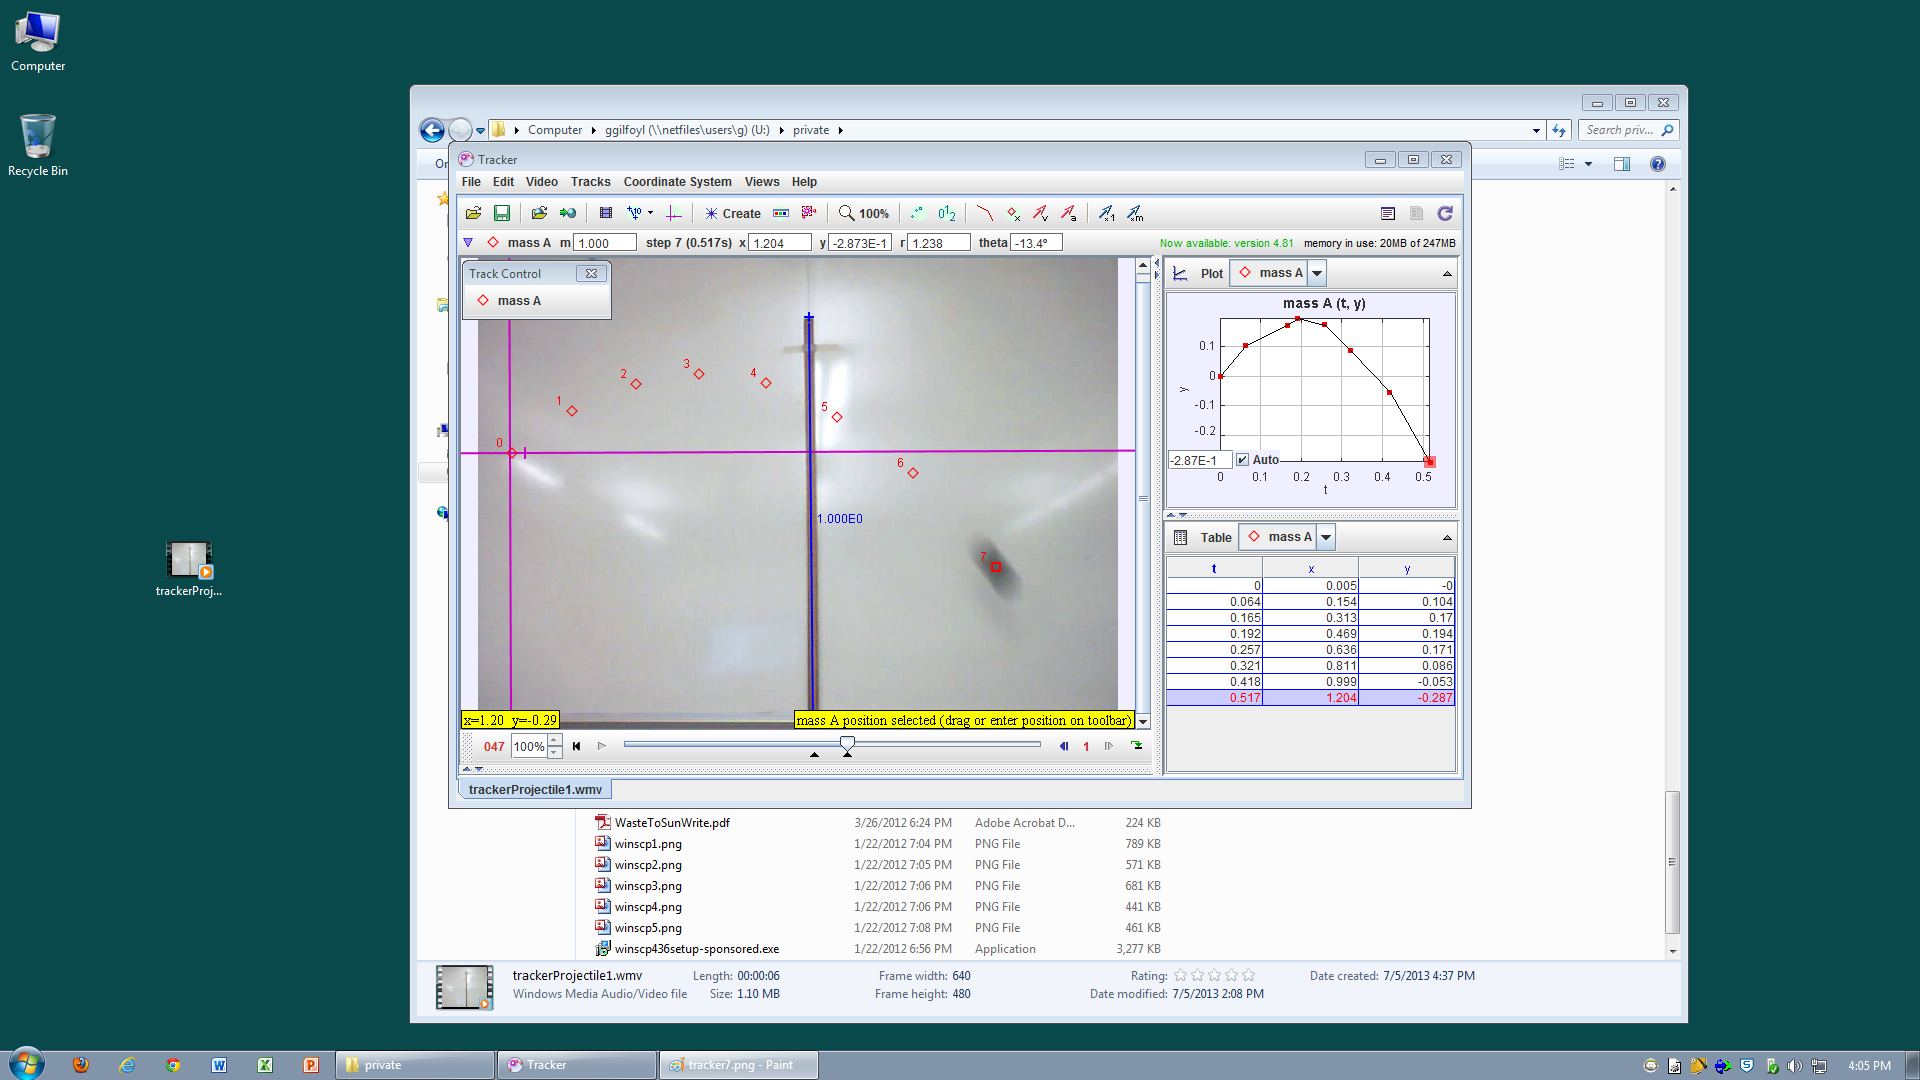 Computer
Recycle Bin
trackerProj...
Computer
ggilfoyl (\\netfiles\users\g) (U:)
private
Search priv...
Or
Tracker
File Edit Video Tracks Coordinate System Views Help
Create
100%
mass A m 1.000 step 7 (0.517s) x 1.204 y -2.873E-1 r 1.238 theta -13.4°
Now available: version 4.81 memory in use: 20MB of 247MB
Track Control
mass A
0
1
2
3
4
5
6
7
1.000E0
x=1.20 y=-0.29
mass A position selected (drag or enter position on toolbar)
047 100% 1
trackerProjectile1.wmv
Plot mass A
mass A (t, y)
0.1
0
-0.1
-0.2
y
-2.87E-1 Auto
0 0.1 0.2 0.3 0.4 0.5
t
Table mass A
t x y
0 0.005 -0
0.064 0.154 0.104
0.165 0.313 0.17
0.192 0.469 0.194
0.257 0.636 0.171
0.321 0.811 0.086
0.418 0.999 -0.053
0.517 1.204 -0.287
WasteToSunWrite.pdf 3/26/2012 6:24 PM Adobe Acrobat D... 224 KB
winscp1.png 1/22/2012 7:04 PM PNG File 789 KB
winscp2.png 1/22/2012 7:05 PM PNG File 571 KB
winscp3.png 1/22/2012 7:06 PM PNG File 681 KB
winscp4.png 1/22/2012 7:06 PM PNG File 441 KB
winscp5.png 1/22/2012 7:08 PM PNG File 461 KB
winscp436setup-sponsored.exe 1/22/2012 6:56 PM Application 3,277 KB
trackerProjectile1.wmv Length: 00:00:06 Frame width: 640 Rating: Date created: 7/5/2013 4:37 PM
Windows Media Audio/Video file Size: 1.10 MB Frame height: 480 Date modified: 7/5/2013 2:08 PM
private
Tracker
tracker7.png - Paint
4:05 PM